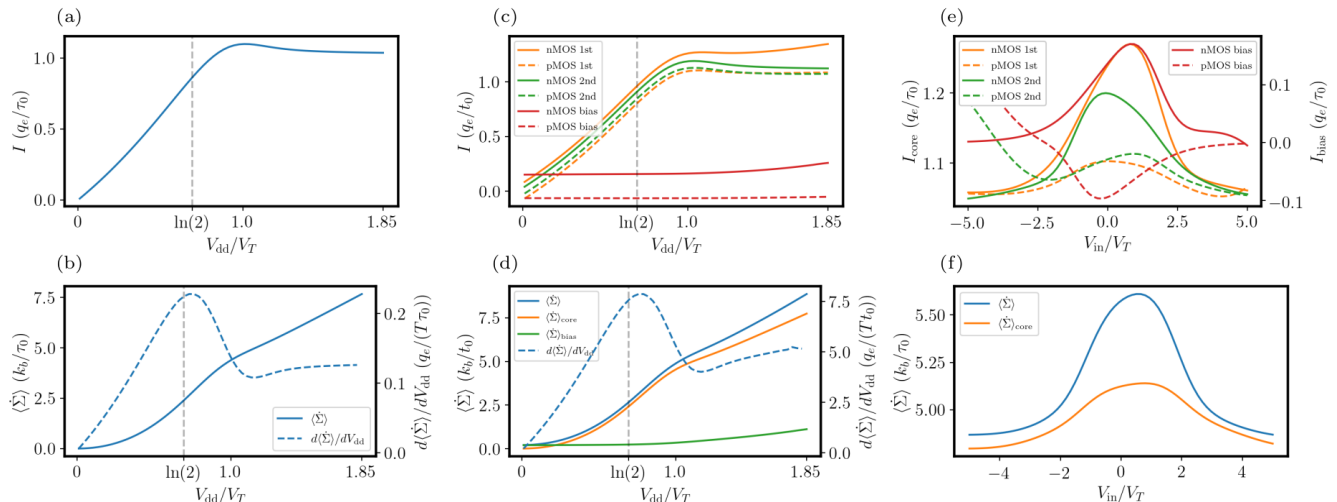 (a)
I (q_e/τ_0)
1.0
0.5
0.0
0
ln(2)
1.0
1.85
V_dd/V_T
(c)
I (q_e/t_0)
1.0
0.5
0.0
nMOS 1st
pMOS 1st
nMOS 2nd
pMOS 2nd
nMOS bias
pMOS bias
0
ln(2)
1.0
1.85
V_dd/V_T
(e)
I_core (q_e/τ_0)
1.2
1.1
nMOS 1st
pMOS 1st
nMOS 2nd
pMOS 2nd
nMOS bias
pMOS bias
0.1
0.0
−0.1
I_bias (q_e/τ_0)
−5.0
−2.5
0.0
2.5
5.0
V_in/V_T
(b)
⟨Σ̇⟩ (k_b/τ_0)
7.5
5.0
2.5
0.0
⟨Σ̇⟩
d⟨Σ̇⟩/dV_dd
0.2
0.1
0.0
d⟨Σ̇⟩/dV_dd (q_e/(Tτ_0))
0
ln(2)
1.0
1.85
V_dd/V_T
(d)
⟨Σ̇⟩ (k_b/t_0)
7.5
5.0
2.5
0.0
⟨Σ̇⟩
⟨Σ̇⟩_core
⟨Σ̇⟩_bias
d⟨Σ̇⟩/dV_dd
8
6
4
2
0
d⟨Σ̇⟩/dV_dd (q_e/(Tt_0))
0
ln(2)
1.0
1.85
V_dd/V_T
(f)
⟨Σ̇⟩ (k_b/τ_0)
5.50
5.25
5.00
⟨Σ̇⟩
⟨Σ̇⟩_core
−4
−2
0
2
4
V_in/V_T